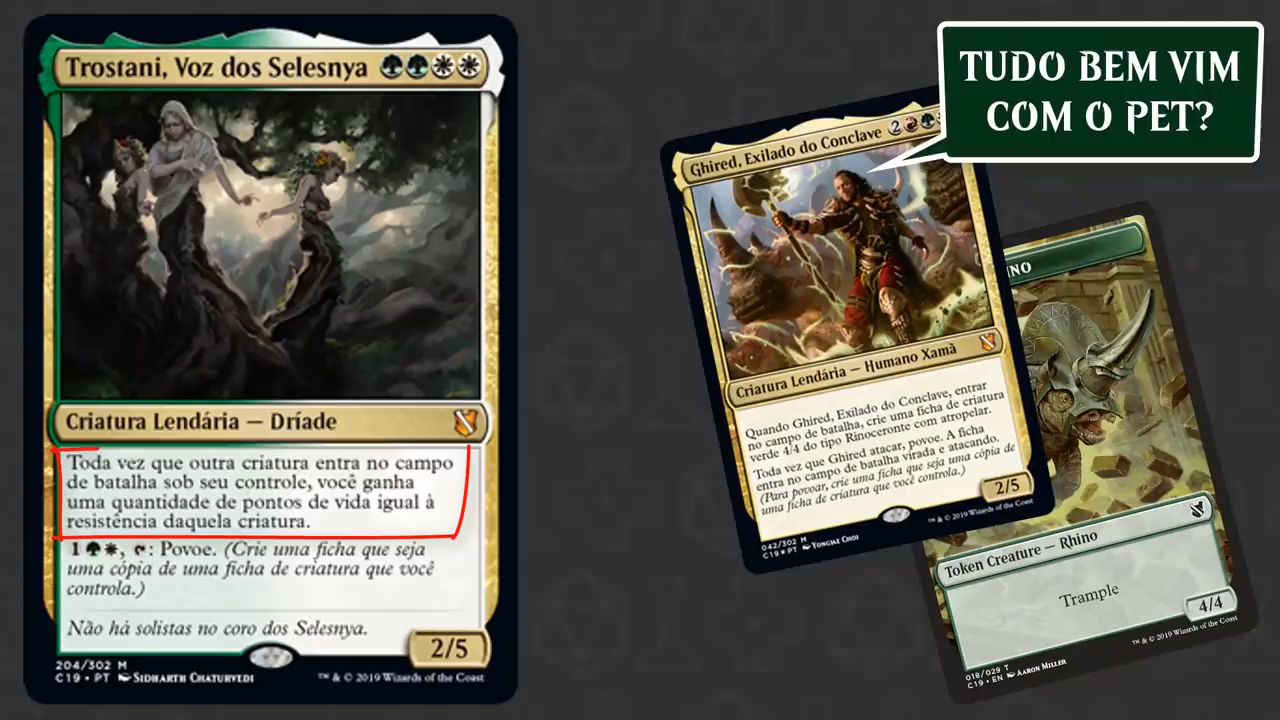 Trostani, Voz dos Selesnya
Criatura Lendária — Dríade
Toda vez que outra criatura entra no campo
de batalha sob seu controle, você ganha
uma quantidade de pontos de vida igual à
resistência daquela criatura.
1, : Povoe. (Crie uma ficha que seja
uma cópia de uma ficha de criatura que você
controla.)
Não há solistas no coro dos Selesnya.
2/5
204/302 M
C19 • PT Sidharth Chaturvedi
™ & © 2019 Wizards of the Coast
TUDO BEM VIM
COM O PET?
Ghired, Exilado do Conclave 2
Criatura Lendária — Humano Xamã
Quando Ghired, Exilado do Conclave, entrar
no campo de batalha, crie uma ficha de criatura
verde 4/4 do tipo Rinoceronte com atropelar.
Toda vez que Ghired atacar, povoe. A ficha
entra no campo de batalha virada e atacando.
(Para povoar, crie uma ficha que seja uma cópia de
uma ficha de criatura que você controla.)
2/5
042/302 M
C19 • PT Yongjae Choi
™ & © 2019 Wizards of the Coast
INO
Token Creature — Rhino
Trample
4/4
018/029 T
C19 • EN Aaron Miller
™ & © 2019 Wizards of the Coast